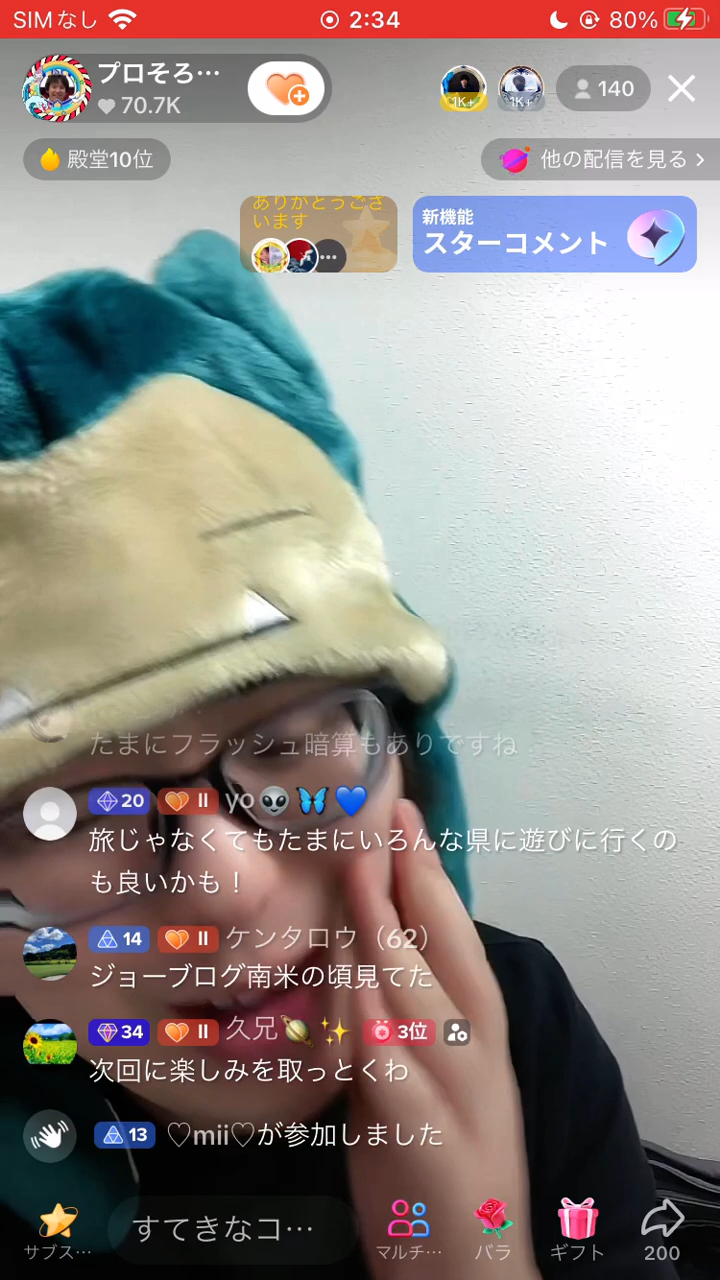 SIMなし 2:34 80%
プロそろ…
70.7K
1K+ 1K+ 140
殿堂10位
他の配信を見る
ありがとうござ
います
新機能
スターコメント
たまにフラッシュ暗算もありですね
20 II yo👽🦋💙
旅じゃなくてもたまにいろんな県に遊びに行くの
も良いかも！
14 II ケンタロウ（62）
ジョーブログ南米の頃見てた
34 II 久兄🪐✨ 3位
次回に楽しみを取っとくわ
13 ♡mii♡が参加しました
すてきなコ…
サブス… マルチ… バラ ギフト 200